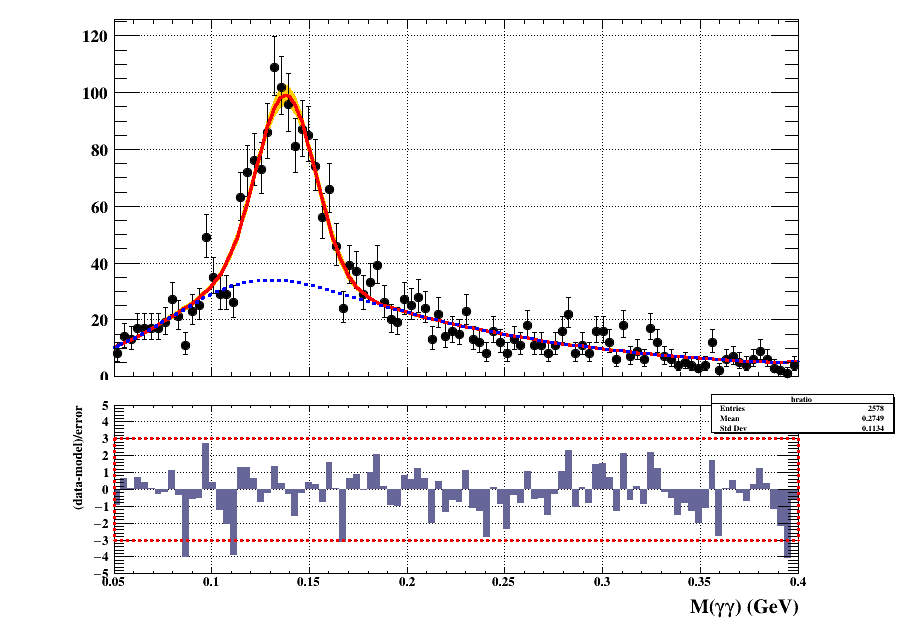 120
100
80
60
40
20
0
(data-model)/error
5
4
3
2
1
0
−1
−2
−3
−4
−5
hratio
Entries 2578
Mean 0.2749
Std Dev 0.1134
0.05 0.1 0.15 0.2 0.25 0.3 0.35 0.4
M(γγ) (GeV)